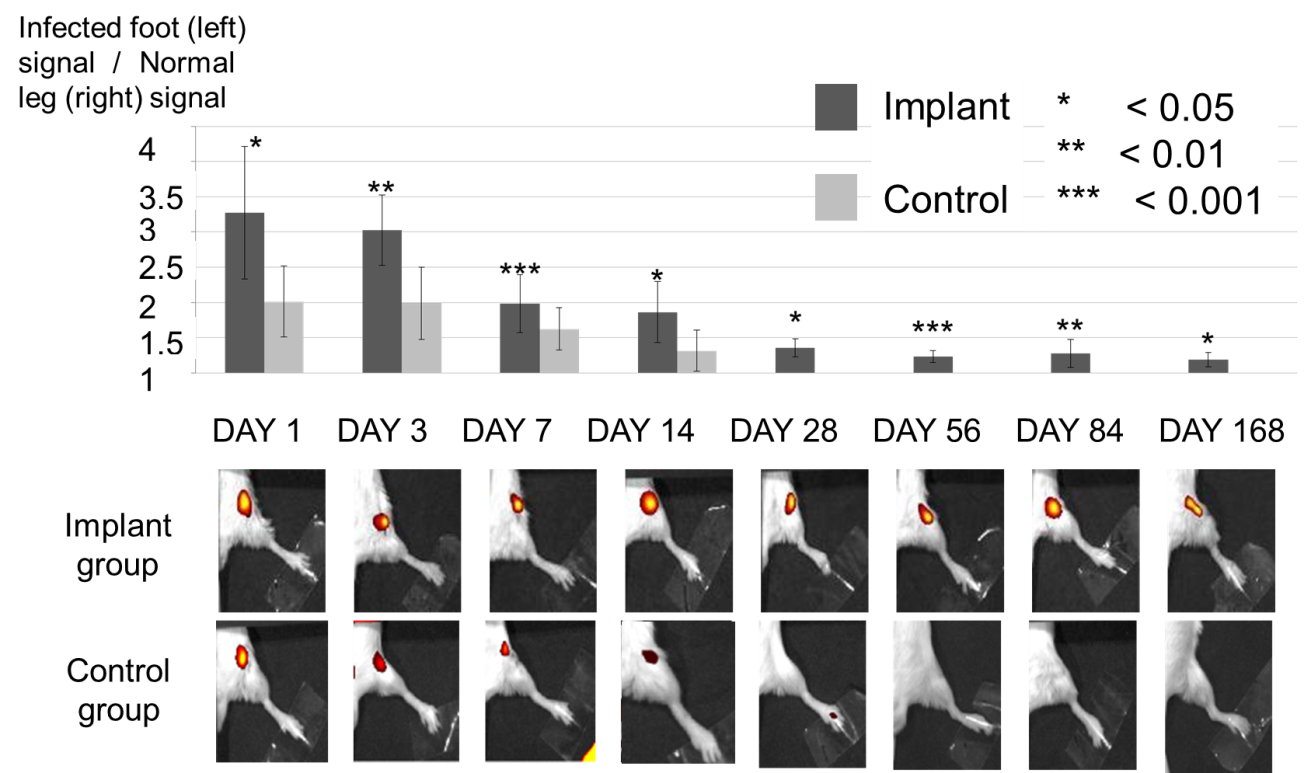 Infected foot (left)
signal / Normal
leg (right) signal
Implant * < 0.05
** < 0.01
Control *** < 0.001
4
3.5
3
2.5
2
1.5
1
*
**
***
*
*
***
**
*
DAY 1 DAY 3 DAY 7 DAY 14 DAY 28 DAY 56 DAY 84 DAY 168
Implant
group
Control
group